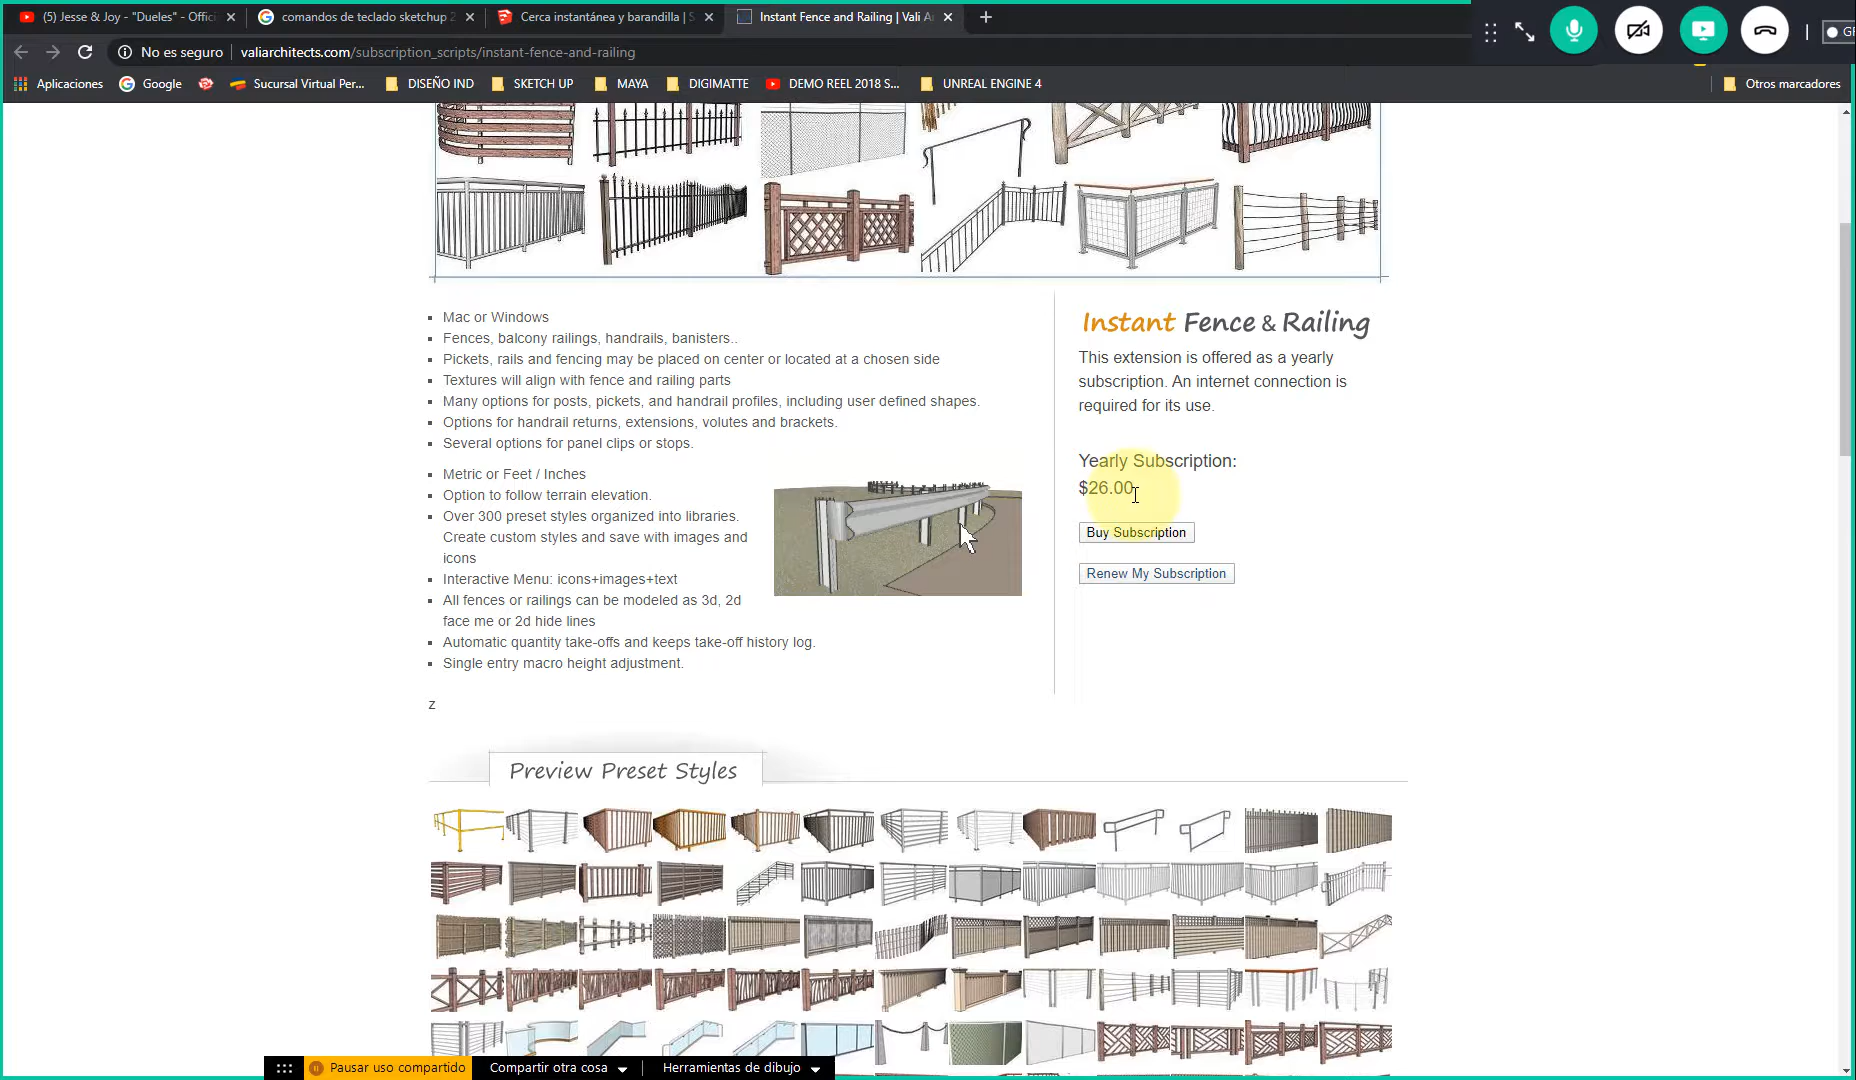 (5) Jesse & Joy - "Dueles" - Offici
comandos de teclado sketchup 2
Cerca instantánea y barandilla | S
Instant Fence and Railing | Vali A
No es seguro
valiarchitects.com/subscription_scripts/instant-fence-and-railing
Aplicaciones
Google
Sucursal Virtual Per...
DISEÑO IND
SKETCH UP
MAYA
DIGIMATTE
DEMO REEL 2018 S...
UNREAL ENGINE 4
Otros marcadores
Mac or Windows
Fences, balcony railings, handrails, banisters..
Pickets, rails and fencing may be placed on center or located at a chosen side
Textures will align with fence and railing parts
Many options for posts, pickets, and handrail profiles, including user defined shapes.
Options for handrail returns, extensions, volutes and brackets.
Several options for panel clips or stops.
Metric or Feet / Inches
Option to follow terrain elevation.
Over 300 preset styles organized into libraries.
Create custom styles and save with images and
icons
Interactive Menu: icons+images+text
All fences or railings can be modeled as 3d, 2d
face me or 2d hide lines
Automatic quantity take-offs and keeps take-off history log.
Single entry macro height adjustment.
z
Instant Fence & Railing
This extension is offered as a yearly
subscription. An internet connection is
required for its use.
Yearly Subscription:
$26.00
Buy Subscription
Renew My Subscription
Preview Preset Styles
Pausar uso compartido
Compartir otra cosa
Herramientas de dibujo